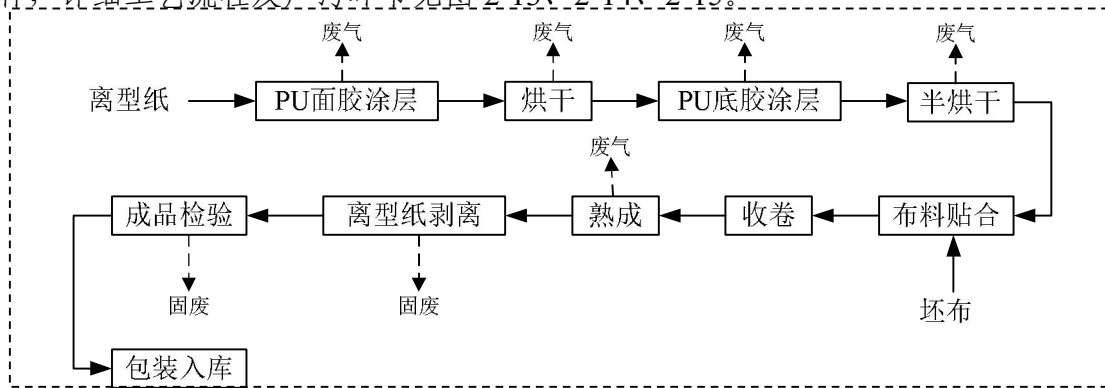 废气 废气 废气 废气
离型纸 PU面胶涂层 烘干 PU底胶涂层 半烘干
废气
成品检验 离型纸剥离 熟成 收卷 布料贴合
固废 固废 坯布
包装入库